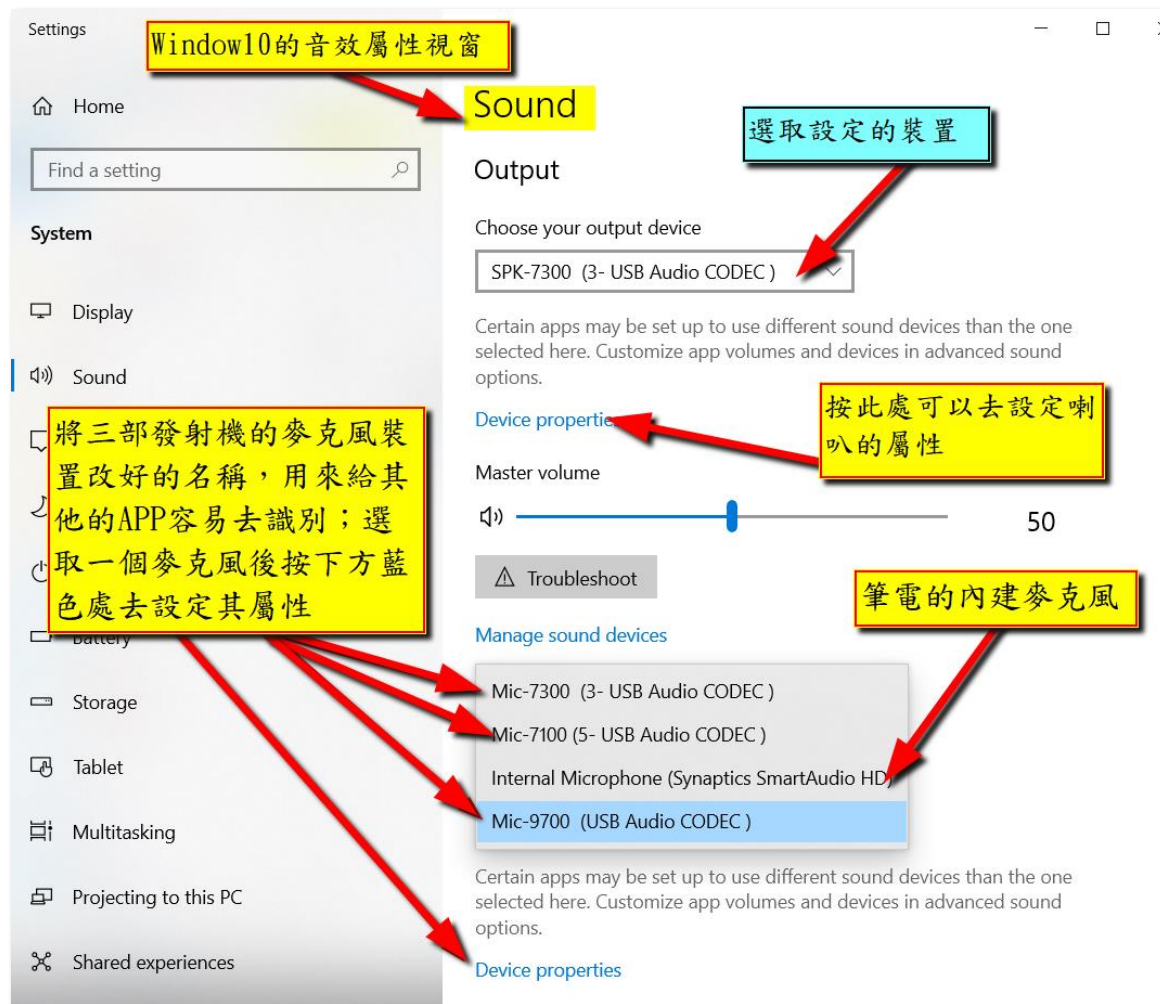 Settings
Window10的音效屬性視窗
Home
Find a setting
System
Display
Sound
將三部發射機的麥克風裝
置改好的名稱，用來給其
他的APP容易去識別；選
取一個麥克風後按下方藍
色處去設定其屬性
Battery
Storage
Tablet
Multitasking
Projecting to this PC
Shared experiences
Sound
選取設定的裝置
Output
Choose your output device
SPK-7300 (3- USB Audio CODEC )
Certain apps may be set up to use different sound devices than the one
selected here. Customize app volumes and devices in advanced sound
options.
Device properties
按此處可以去設定喇
叭的屬性
Master volume
50
Troubleshoot
筆電的內建麥克風
Manage sound devices
Mic-7300 (3- USB Audio CODEC )
Mic-7100 (5- USB Audio CODEC )
Internal Microphone (Synaptics SmartAudio HD)
Mic-9700 (USB Audio CODEC )
Certain apps may be set up to use different sound devices than the one
selected here. Customize app volumes and devices in advanced sound
options.
Device properties